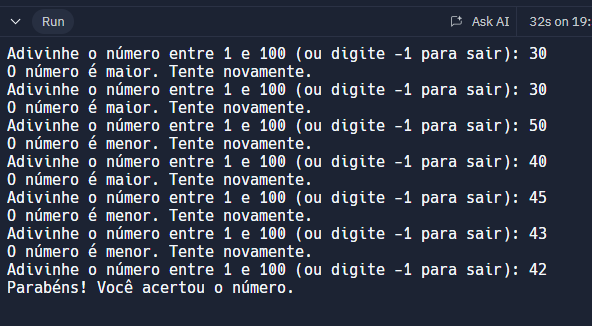 Run Ask AI 32s on 19:
Adivinhe o número entre 1 e 100 (ou digite -1 para sair): 30
O número é maior. Tente novamente.
Adivinhe o número entre 1 e 100 (ou digite -1 para sair): 30
O número é maior. Tente novamente.
Adivinhe o número entre 1 e 100 (ou digite -1 para sair): 50
O número é menor. Tente novamente.
Adivinhe o número entre 1 e 100 (ou digite -1 para sair): 40
O número é maior. Tente novamente.
Adivinhe o número entre 1 e 100 (ou digite -1 para sair): 45
O número é menor. Tente novamente.
Adivinhe o número entre 1 e 100 (ou digite -1 para sair): 43
O número é menor. Tente novamente.
Adivinhe o número entre 1 e 100 (ou digite -1 para sair): 42
Parabéns! Você acertou o número.